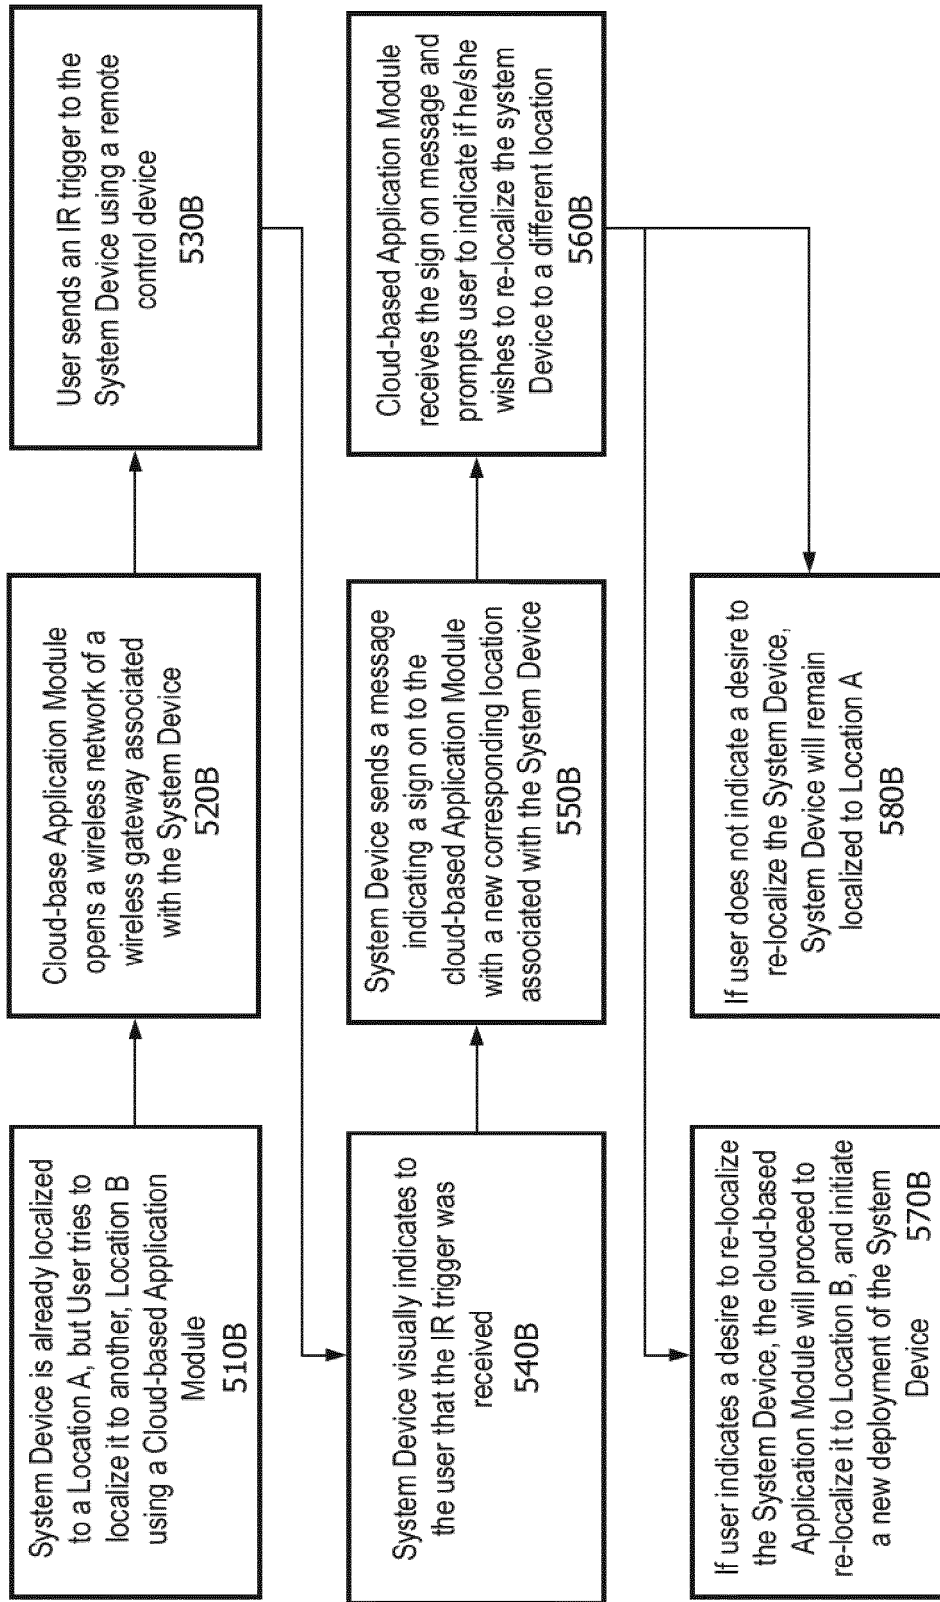 System Device is already localized
to a Location A, but User tries to
localize it to another, Location B
using a Cloud-based Application
Module
510B
Cloud-base Application Module
opens a wireless network of a
wireless gateway associated
with the System Device
520B
User sends an IR trigger to the
System Device using a remote
control device
530B
System Device visually indicates to
the user that the IR trigger was
received
540B
System Device sends a message
indicating a sign on to the
cloud-based Application Module
with a new corresponding location
associated with the System Device
550B
Cloud-based Application Module
receives the sign on message and
prompts user to indicate if he/she
wishes to re-localize the system
Device to a different location
560B
If user indicates a desire to re-localize
the System Device, the cloud-based
Application Module will proceed to
re-localize it to Location B, and initiate
a new deployment of the System
Device
570B
If user does not indicate a desire to
re-localize the System Device,
System Device will remain
localized to Location A
580B